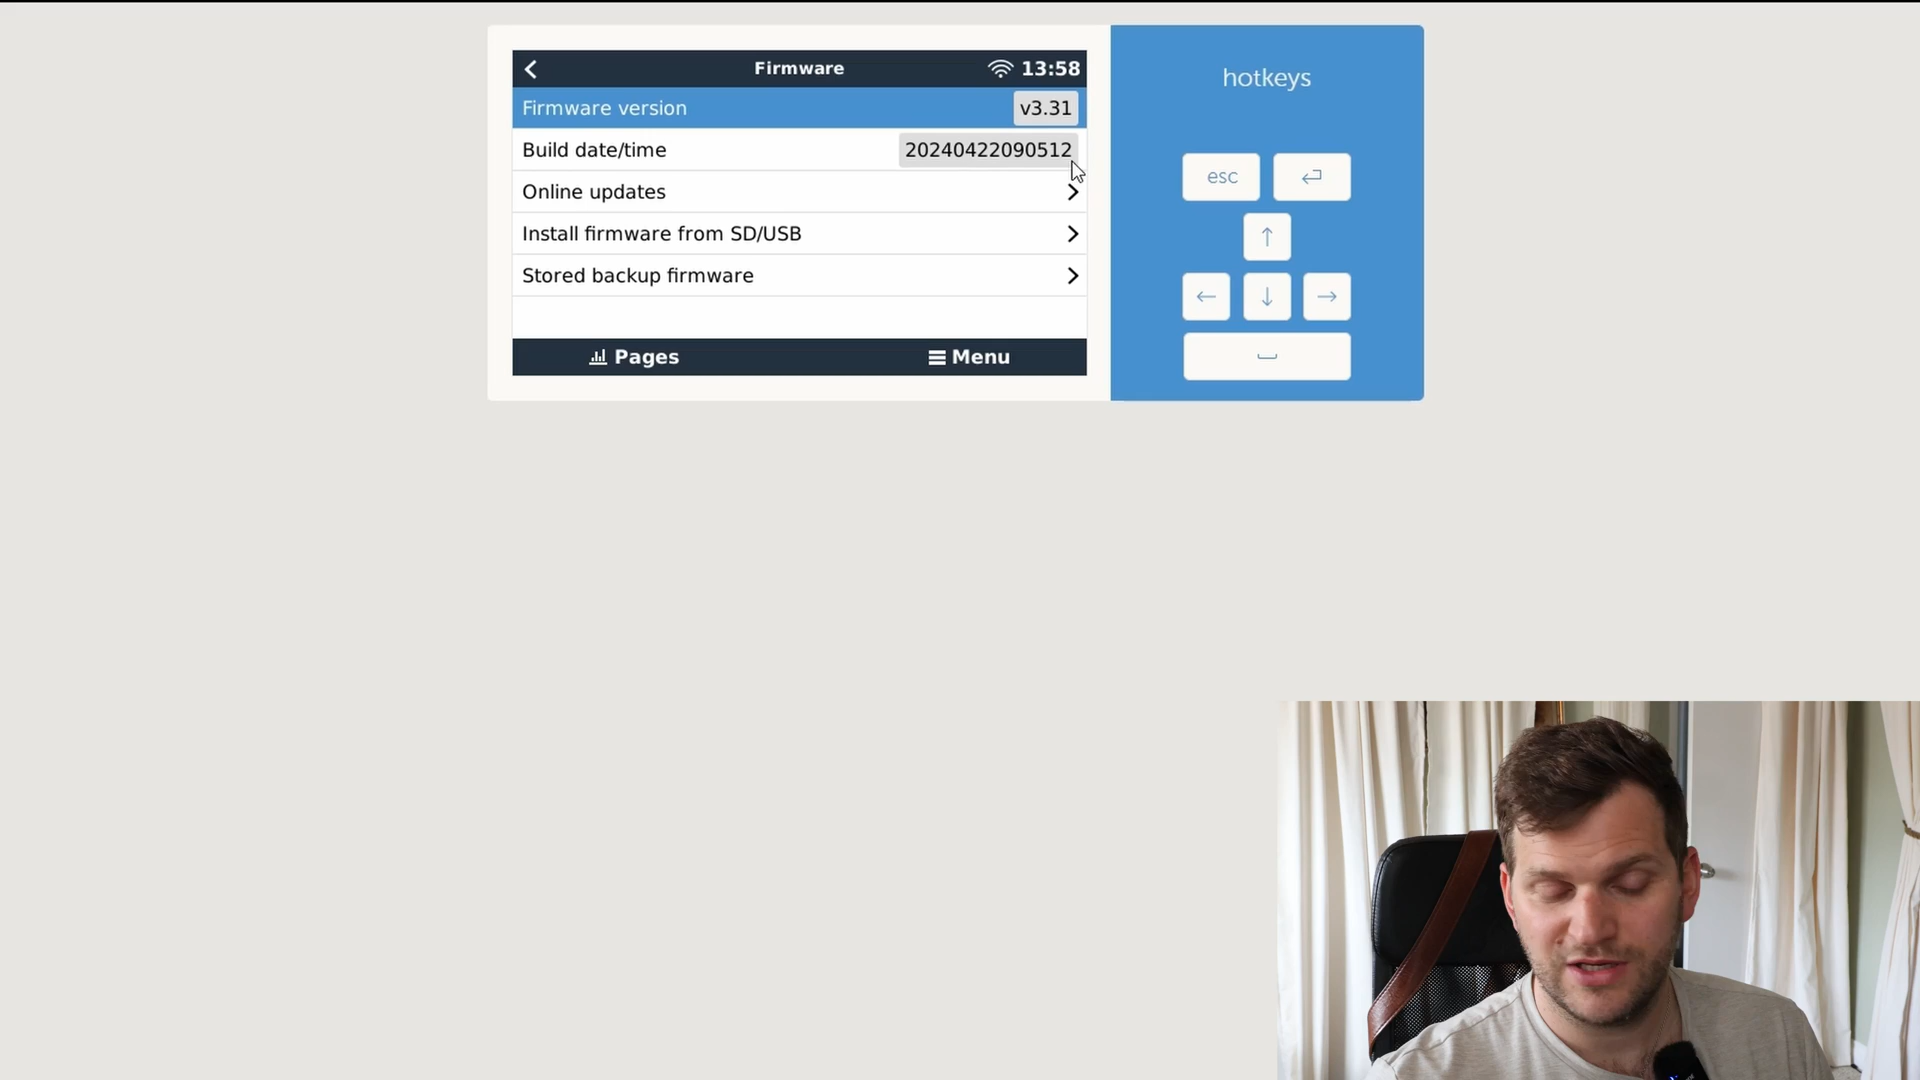 Firmware 13:58
Firmware version v3.31
Build date/time 20240422090512
Online updates
Install firmware from SD/USB
Stored backup firmware
Pages Menu
hotkeys
esc